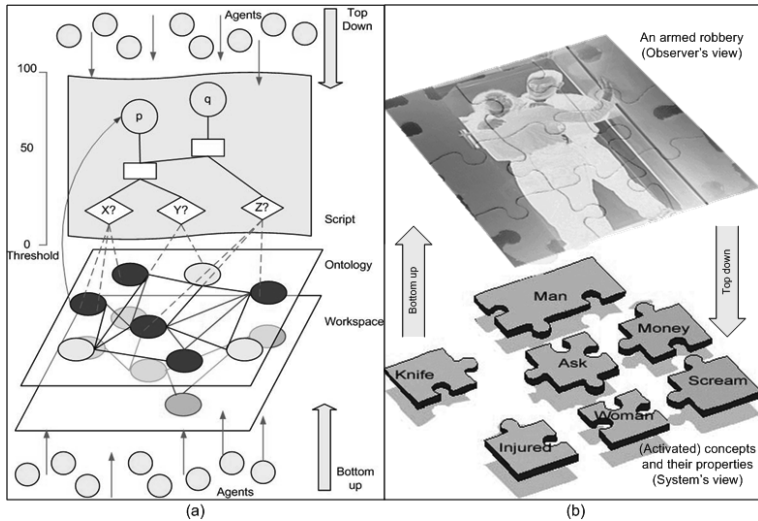 Agents
Top
Down
100
50
0
Threshold
p
q
X?
Y?
Z?
Script
Ontology
Workspace
Bottom
up
Agents
(a)
An armed robbery
(Observer's view)
Bottom up
Top down
Man
Money
Knife
Ask
Scream
Woman
Injured
(Activated) concepts
and their properties
(System's view)
(b)